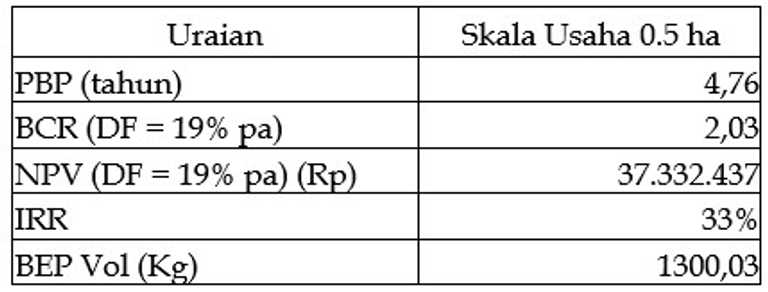 Uraian Skala Usaha 0.5 ha
PBP (tahun) 4,76
BCR (DF = 19% pa) 2,03
NPV (DF = 19% pa) (Rp) 37.332.437
IRR 33%
BEP Vol (Kg) 1300,03